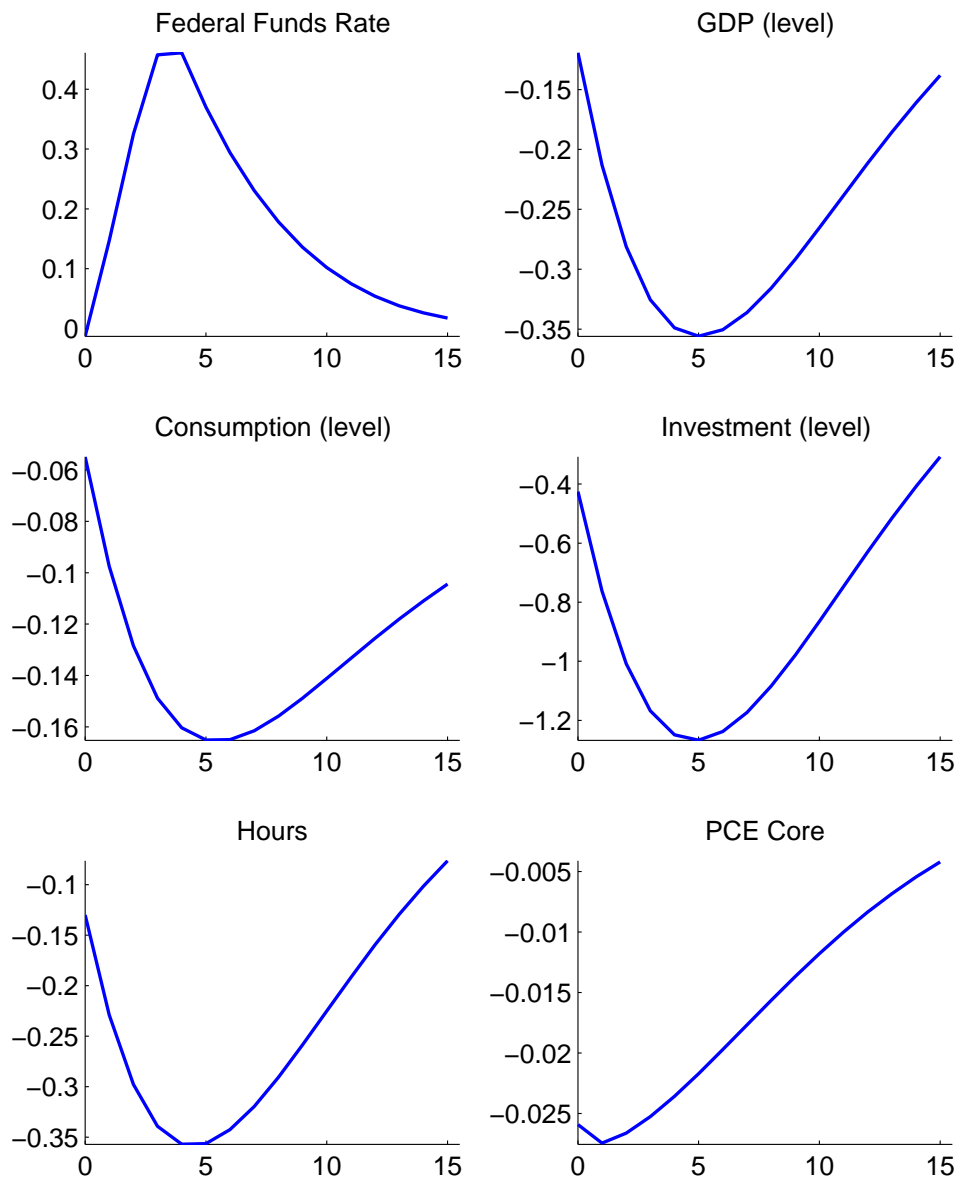 Federal Funds Rate
0.4
0.3
0.2
0.1
0
0 5 10 15
GDP (level)
−0.15
−0.2
−0.25
−0.3
−0.35
0 5 10 15
Consumption (level)
−0.06
−0.08
−0.1
−0.12
−0.14
−0.16
0 5 10 15
Investment (level)
−0.4
−0.6
−0.8
−1
−1.2
0 5 10 15
Hours
−0.1
−0.15
−0.2
−0.25
−0.3
−0.35
0 5 10 15
PCE Core
−0.005
−0.01
−0.015
−0.02
−0.025
0 5 10 15